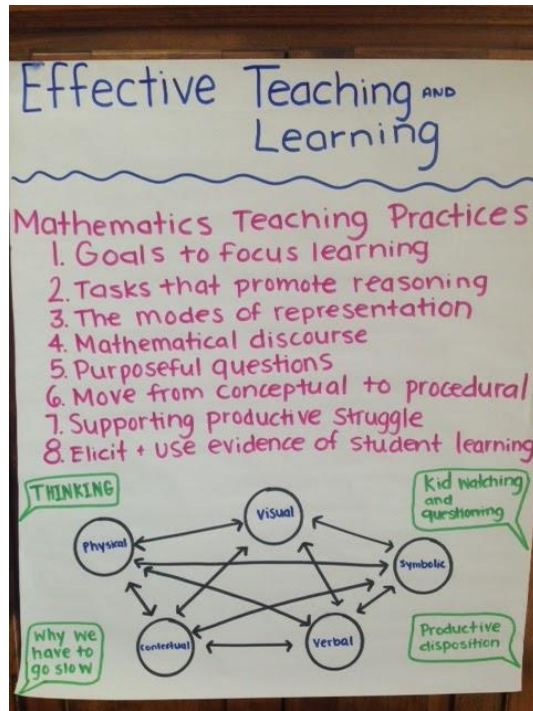 Effective Teaching AND
Learning
Mathematics Teaching Practices
1. Goals to focus learning
2. Tasks that promote reasoning
3. The modes of representation
4. Mathematical discourse
5. Purposeful questions
6. Move from conceptual to procedural
7. Supporting productive struggle
8. Elicit + use evidence of student learning
THINKING
Kid watching
and
questioning
Visual
Physical
Symbolic
Contextual
Verbal
Why we
have to
go slow
Productive
disposition